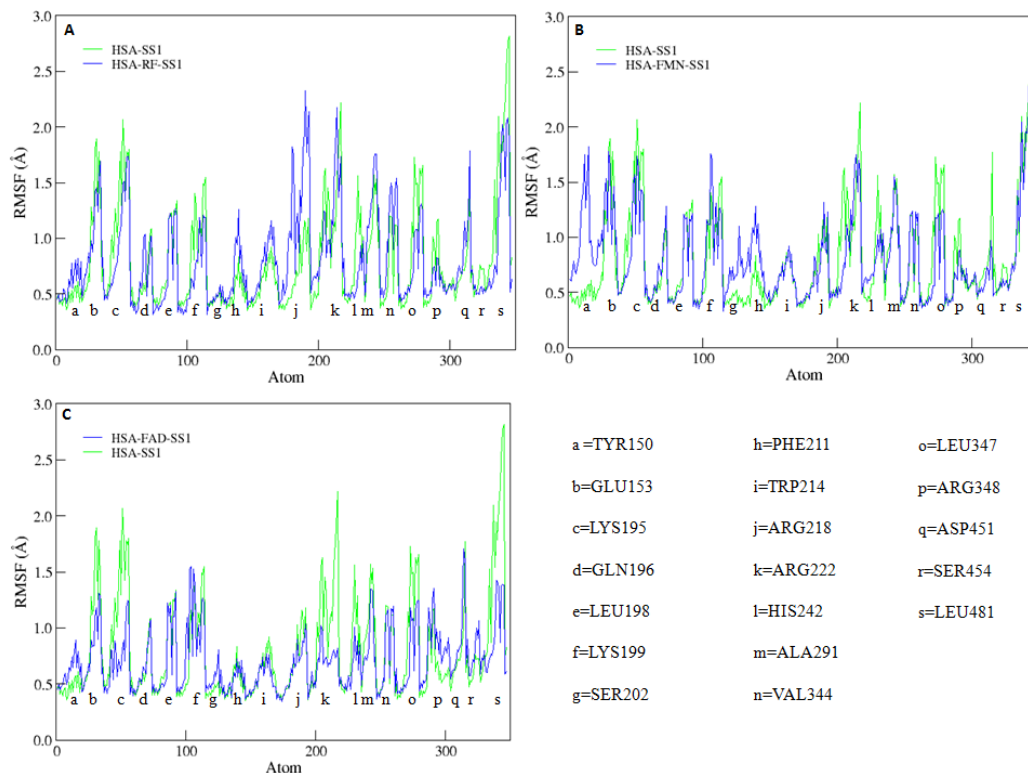 A
HSA-SS1
HSA-RF-SS1
RMSF (Å)
3.0
2.5
2.0
1.5
1.0
0.5
0.0
a b c d e f g h i j k l m n o p q r s
0 100 200 300
Atom
B
HSA-SS1
HSA-FMN-SS1
RMSF (Å)
3.0
2.5
2.0
1.5
1.0
0.5
0.0
a b c d e f g h i j k l m n o p q r s
0 100 200 300
Atom
C
HSA-FAD-SS1
HSA-SS1
RMSF (Å)
3.0
2.5
2.0
1.5
1.0
0.5
0.0
a b c d e f g h i j k l m n o p q r s
0 100 200 300
Atom
a =TYR150
b=GLU153
c=LYS195
d=GLN196
e=LEU198
f=LYS199
g=SER202
h=PHE211
i=TRP214
j=ARG218
k=ARG222
l=HIS242
m=ALA291
n=VAL344
o=LEU347
p=ARG348
q=ASP451
r=SER454
s=LEU481